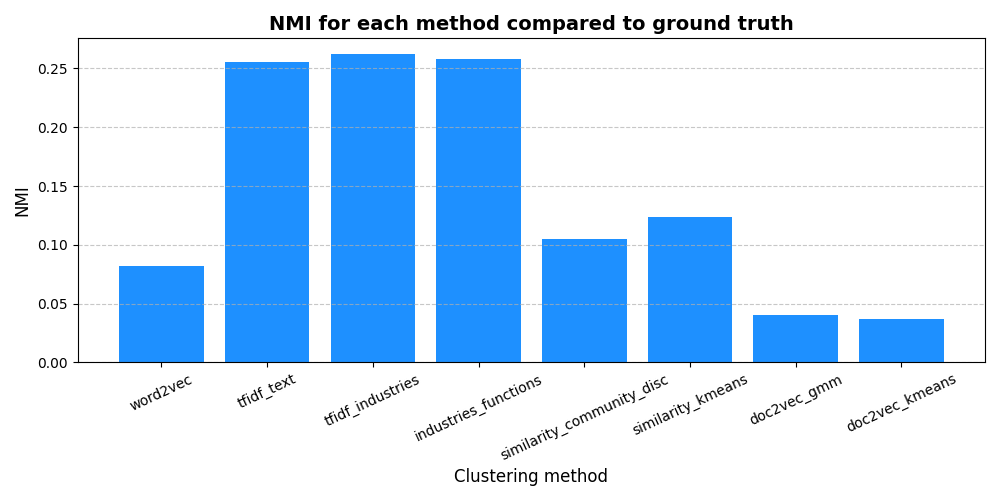 NMI for each method compared to ground truth
NMI
0.25
0.20
0.15
0.10
0.05
0.00
word2vec
tfidf_text
tfidf_industries
industries_functions
similarity_community_disc
similarity_kmeans
doc2vec_gmm
doc2vec_kmeans
Clustering method